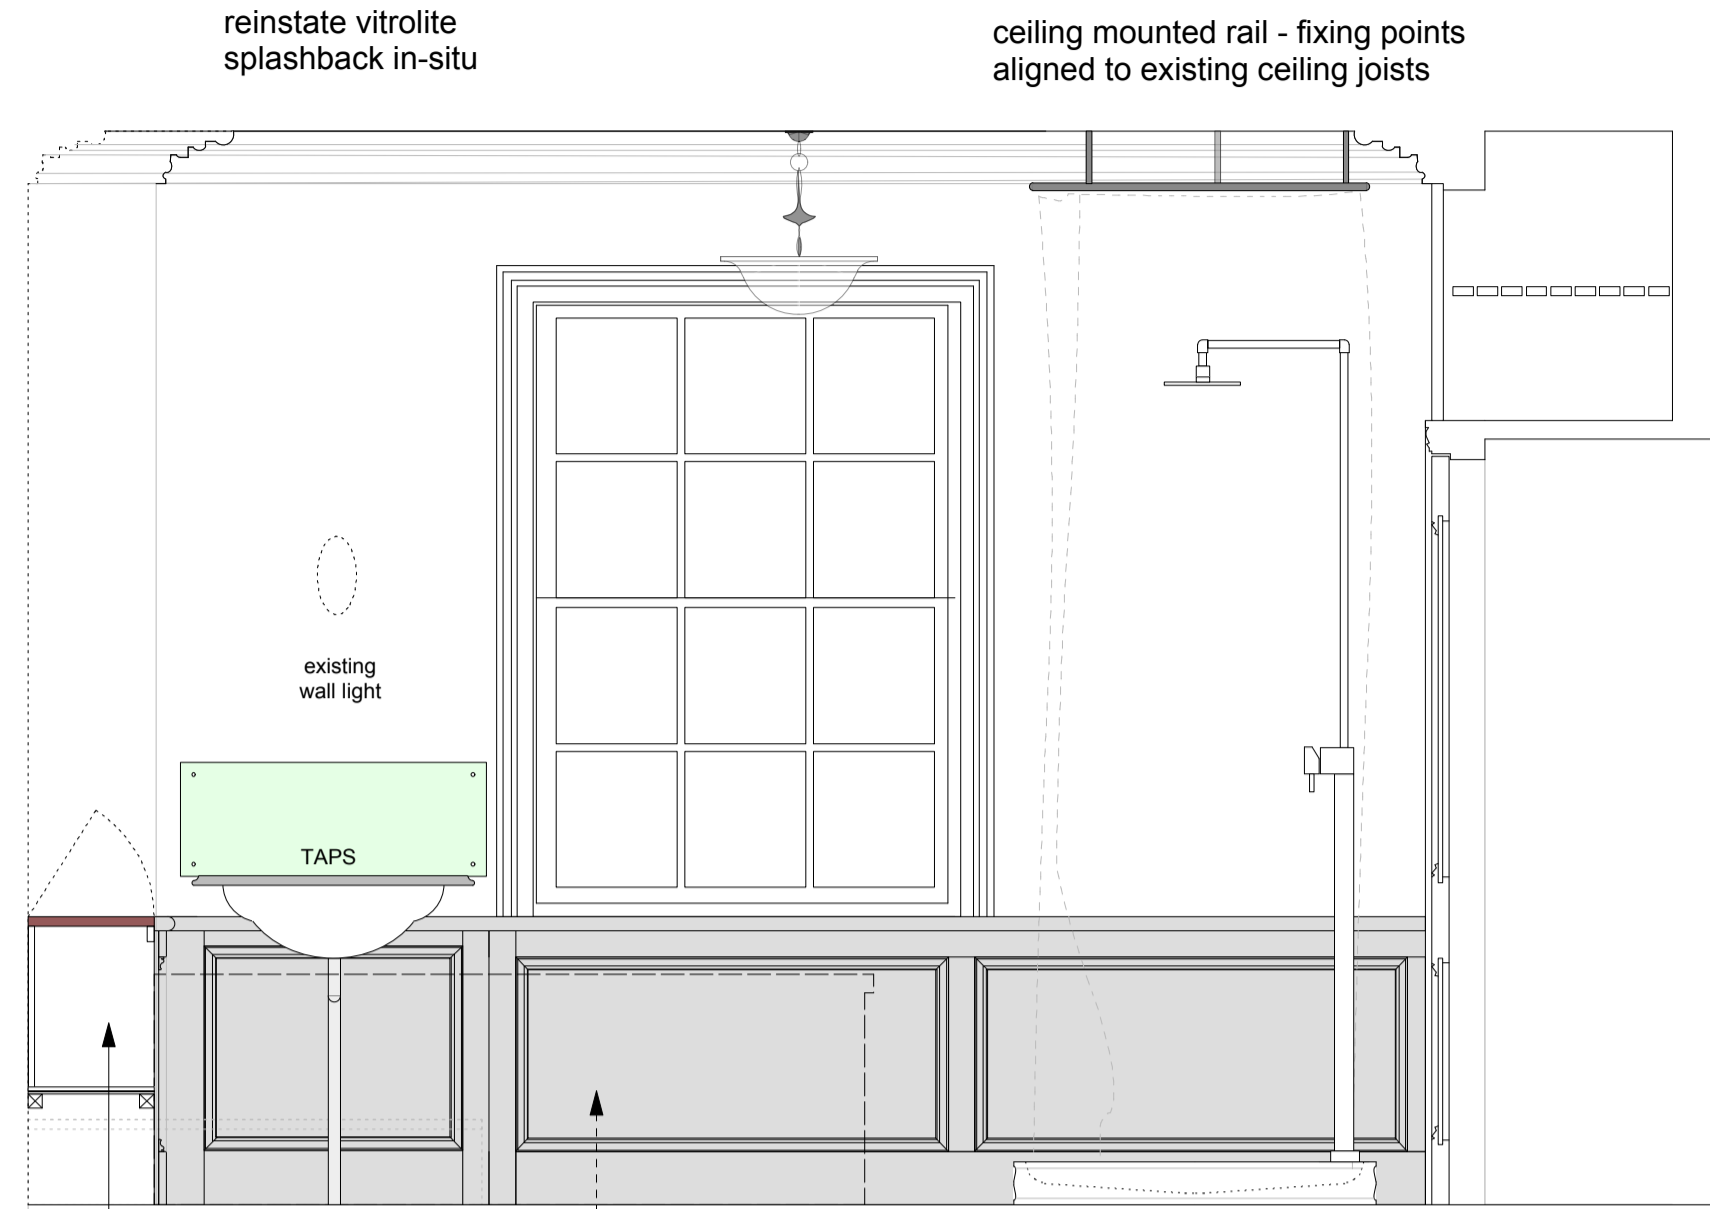 reinstate vitrolite
splashback in-situ
ceiling mounted rail - fixing points
aligned to existing ceiling joists
existing
wall light
TAPS